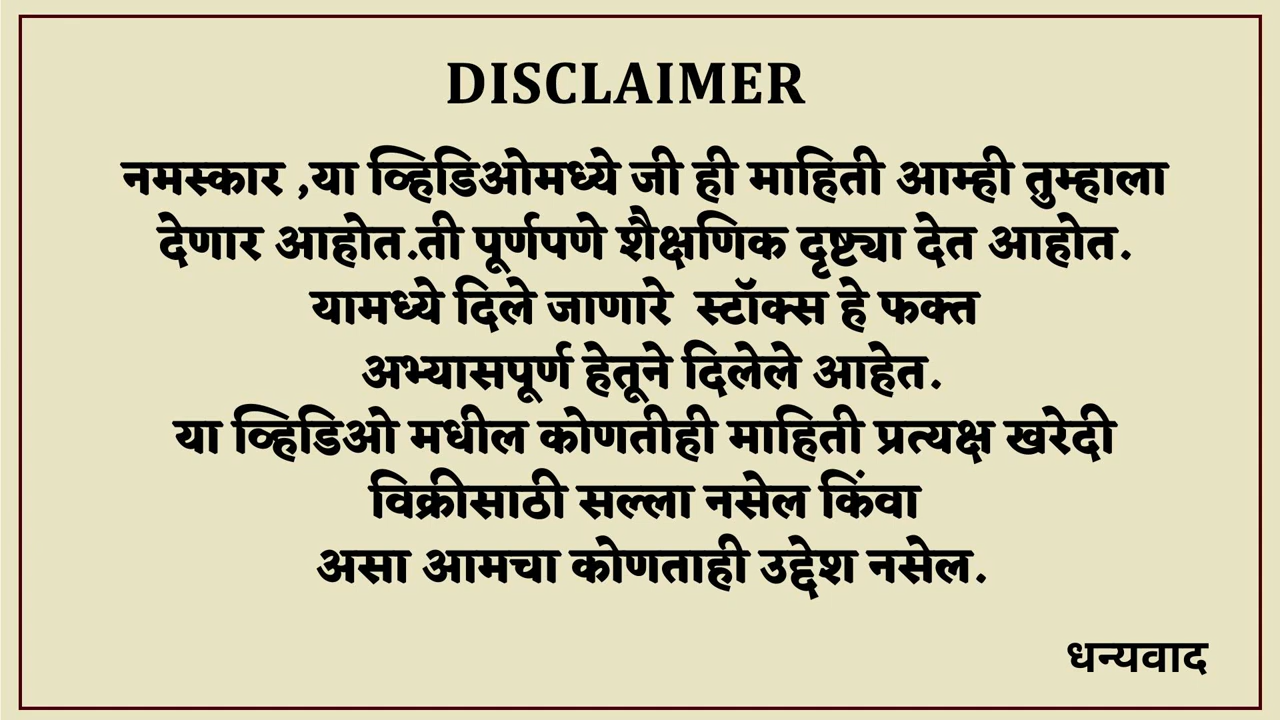 DISCLAIMER
नमस्कार ,या व्हिडिओमध्ये जी ही माहिती आम्ही तुम्हाला
देणार आहोत.ती पूर्णपणे शैक्षणिक दृष्ट्या देत आहोत.
यामध्ये दिले जाणारे स्टॉक्स हे फक्त
अभ्यासपूर्ण हेतूने दिलेले आहेत.
या व्हिडिओ मधील कोणतीही माहिती प्रत्यक्ष खरेदी
विक्रीसाठी सल्ला नसेल किंवा
असा आमचा कोणताही उद्देश नसेल.
धन्यवाद